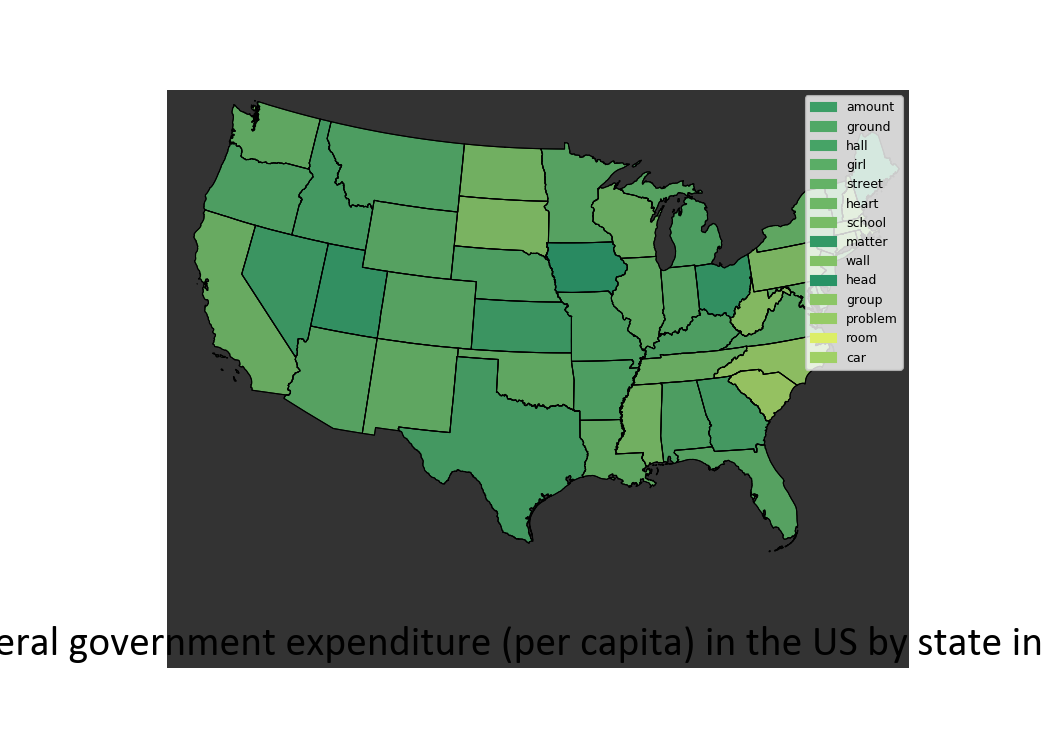 amount
ground
hall
girl
street
heart
school
matter
wall
head
group
problem
room
car
eral government expenditure (per capita) in the US by state in